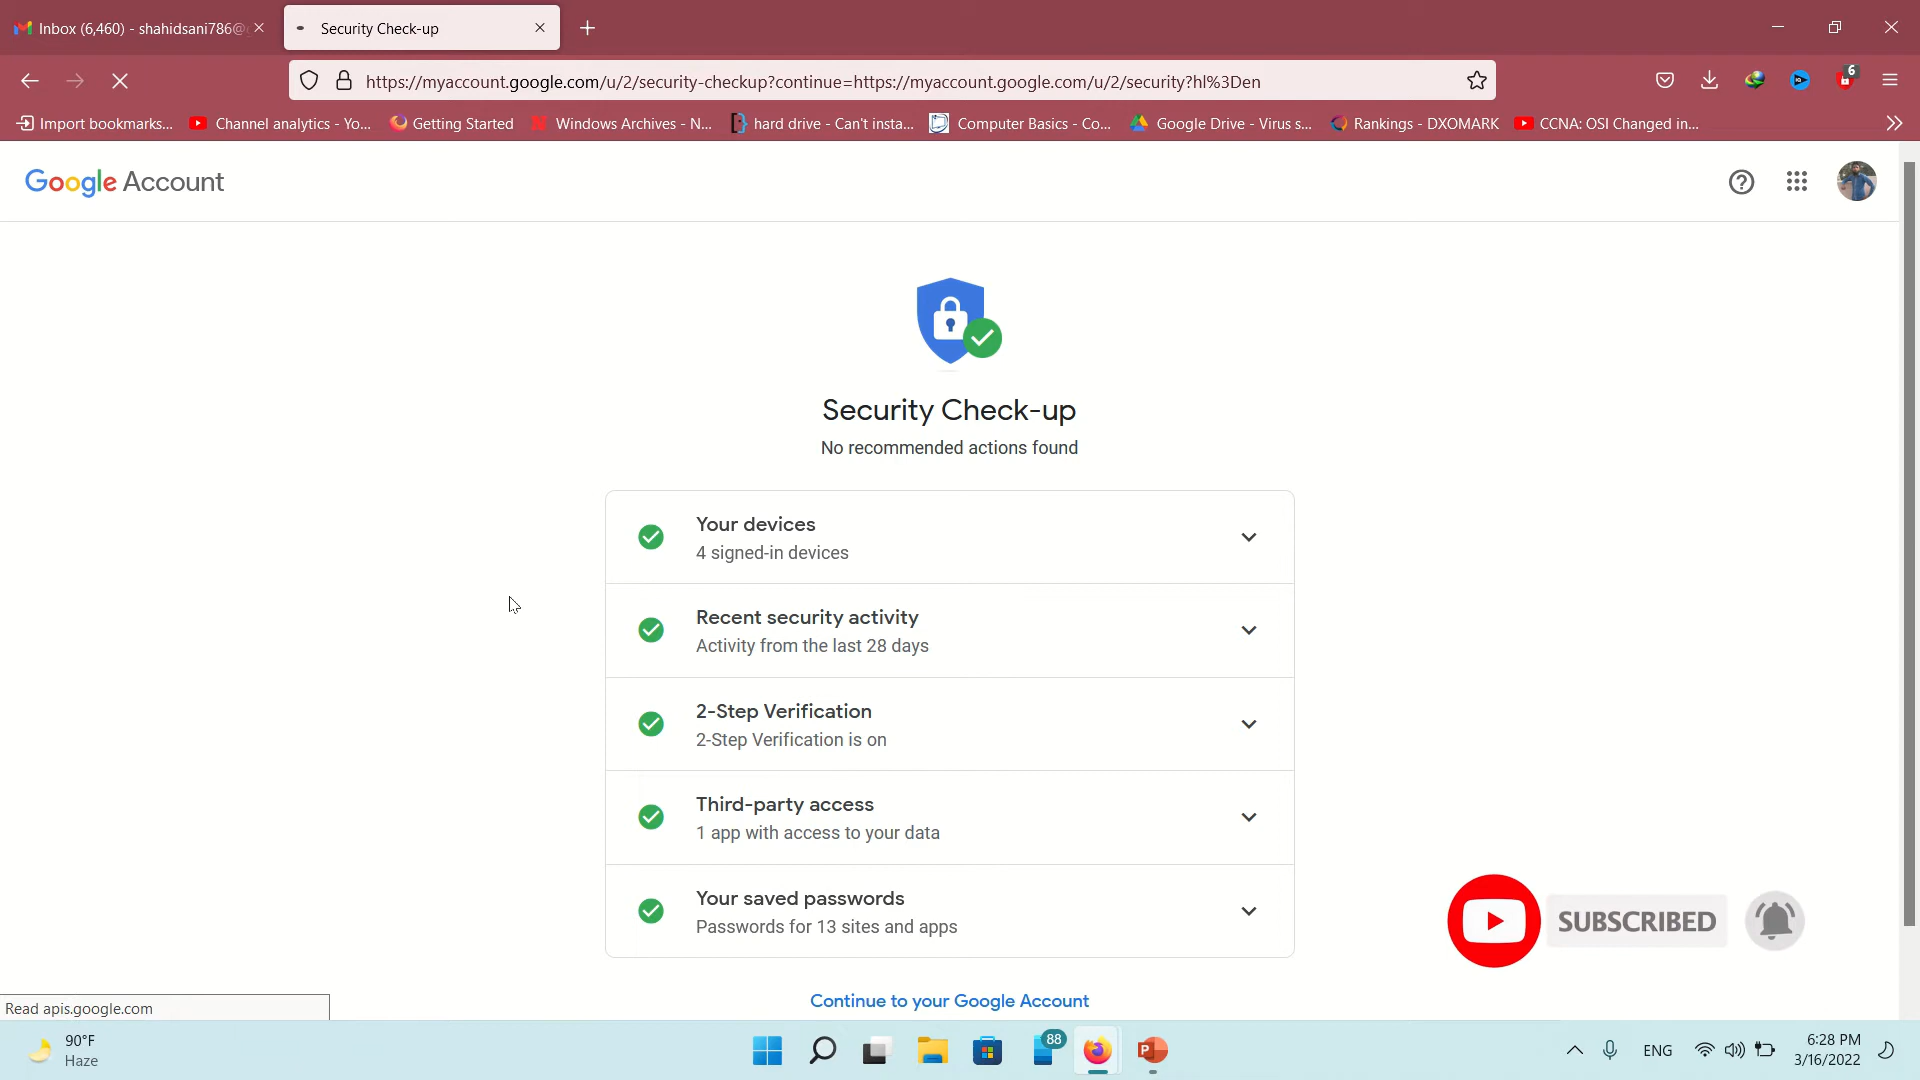 Inbox (6,460) - shahidsani786@
Security Check-up
https://myaccount.google.com/u/2/security-checkup?continue=https://myaccount.google.com/u/2/security?hl%3Den
6
Import bookmarks...
Channel analytics - Yo...
Getting Started
Windows Archives - N...
hard drive - Can't insta...
Computer Basics - Co...
Google Drive - Virus s...
Rankings - DXOMARK
CCNA: OSI Changed in...
Google Account
Security Check-up
No recommended actions found
Your devices
4 signed-in devices
Recent security activity
Activity from the last 28 days
2-Step Verification
2-Step Verification is on
Third-party access
1 app with access to your data
Your saved passwords
Passwords for 13 sites and apps
SUBSCRIBED
Continue to your Google Account
Read apis.google.com
90°F
Haze
88
ENG
6:28 PM
3/16/2022